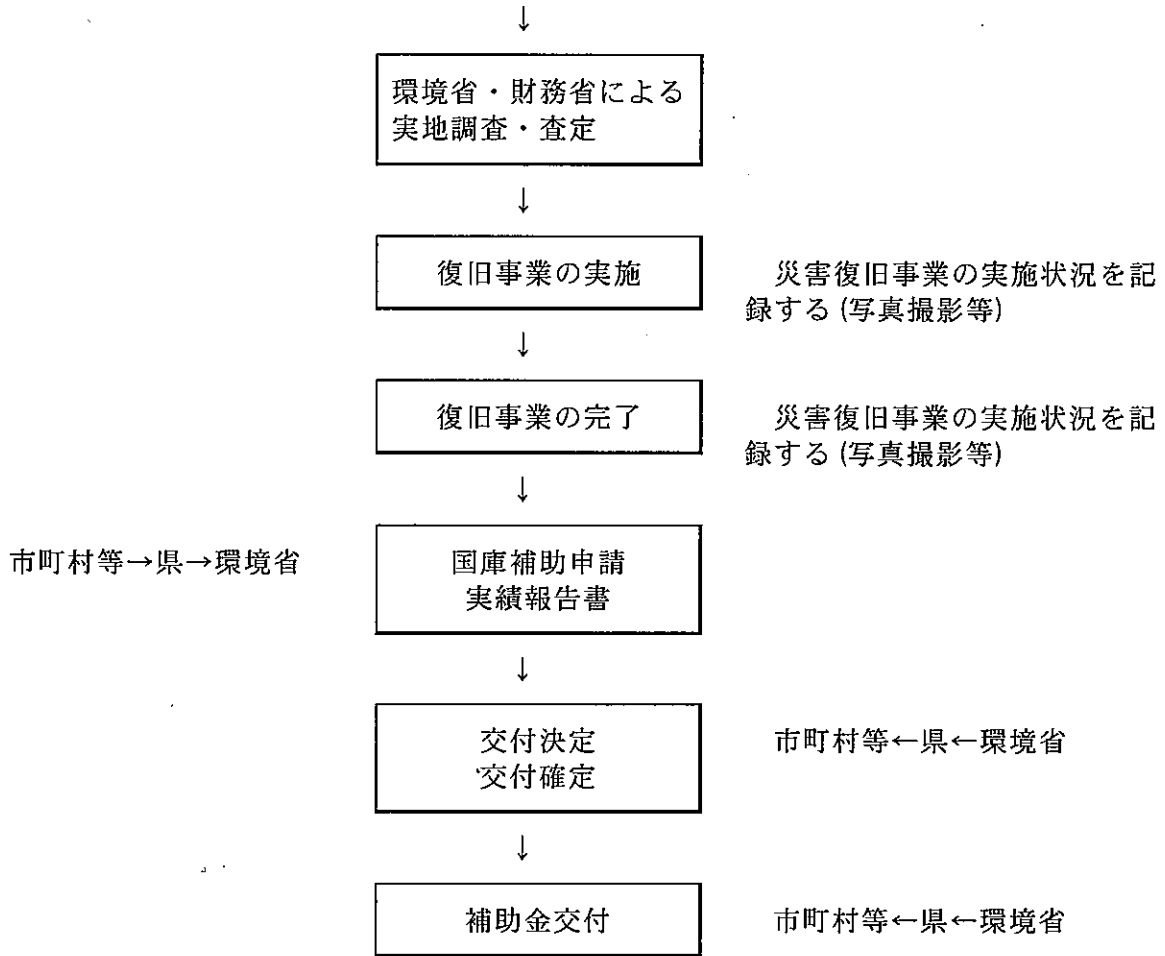 ↓
環境省・財務省による
実地調査・査定
↓
復旧事業の実施
災害復旧事業の実施状況を記
録する(写真撮影等)
↓
復旧事業の完了
災害復旧事業の実施状況を記
録する(写真撮影等)
↓
市町村等→県→環境省
国庫補助申請
実績報告書
↓
交付決定
交付確定
市町村等←県←環境省
↓
補助金交付
市町村等←県←環境省